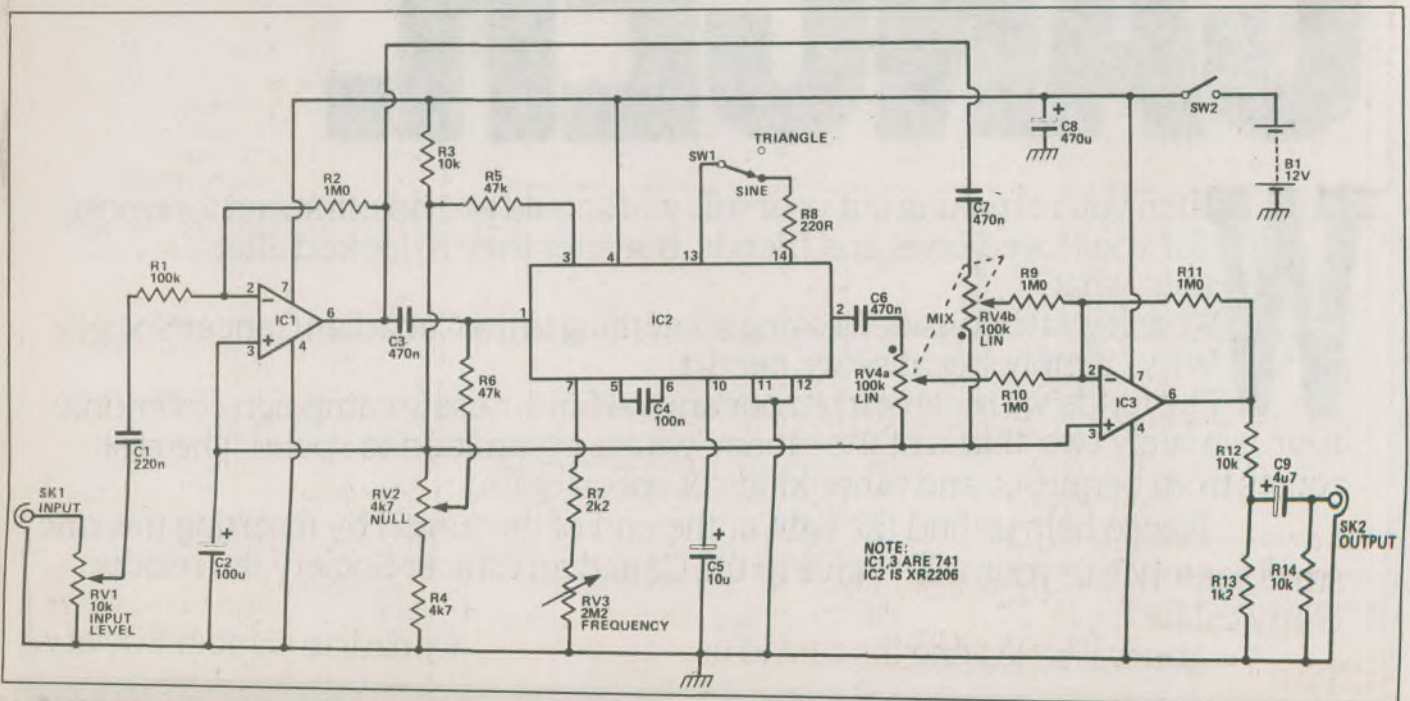 SK1
INPUT
RV1
10k
INPUT
LEVEL
C1
220n
R1
100k
R2
1M0
2
3
7
4
6
IC1
C2
100u
+
C3
470n
R3
10k
R5
47k
R6
47k
RV2
4k7
NULL
R4
4k7
1
3
4
13
14
2
7
5
6
10
11
12
IC2
SW1
TRIANGLE
SINE
R8
220R
C4
100n
R7
2k2
RV3
2M2
FREQUENCY
C5
10u
+
C6
470n
C7
470n
MIX
RV4b
100k
LIN
RV4a
100k
LIN
R9
1M0
R10
1M0
R11
1M0
2
3
7
4
6
IC3
C8
470u
+
SW2
B1
12V
R12
10k
C9
4u7
+
R13
1k2
R14
10k
SK2
OUTPUT
NOTE:
IC1,3 ARE 741
IC2 IS XR2206